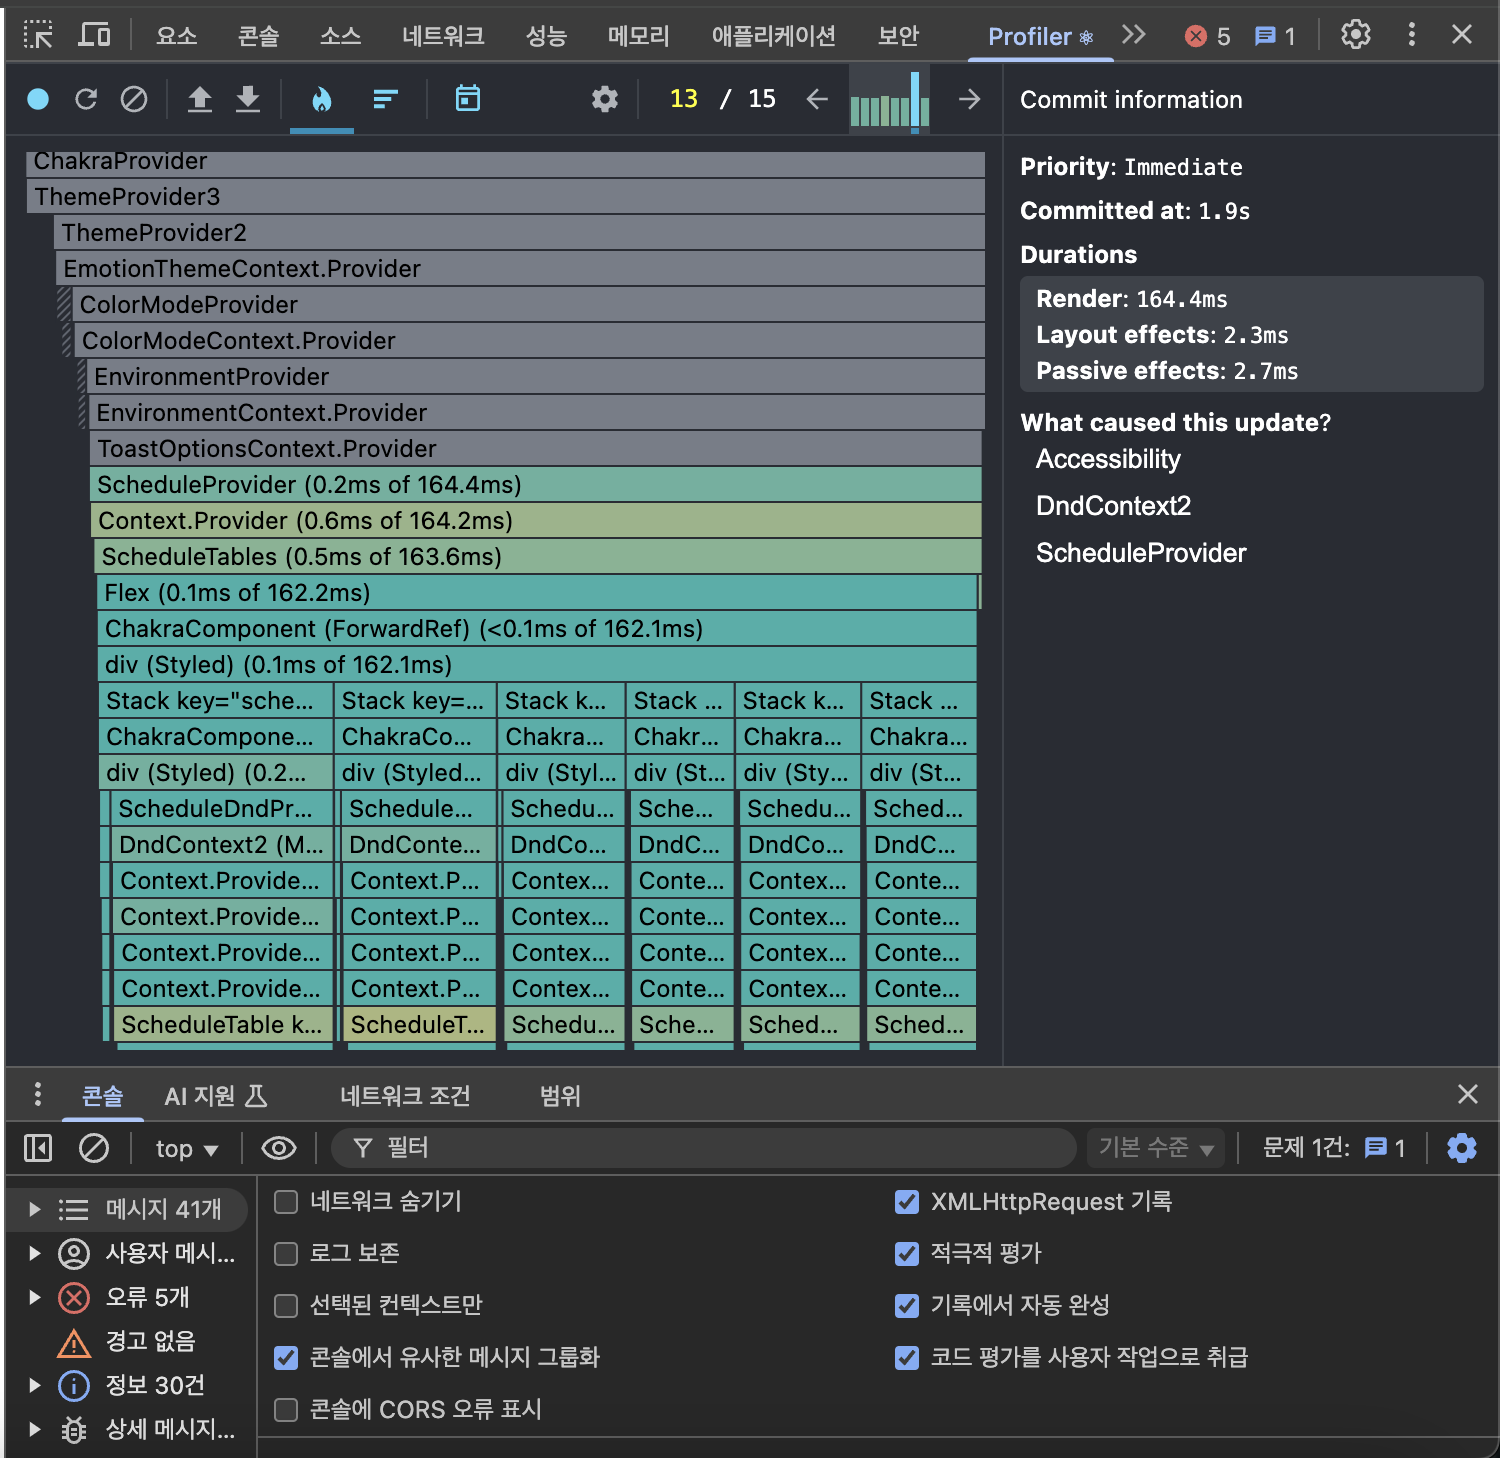 요소 콘솔 소스 네트워크 성능 메모리 애플리케이션 보안 Profiler ⚛ 5 1
13 / 15
Commit information
ChakraProvider
ThemeProvider3
ThemeProvider2
EmotionThemeContext.Provider
ColorModeProvider
ColorModeContext.Provider
EnvironmentProvider
EnvironmentContext.Provider
ToastOptionsContext.Provider
ScheduleProvider (0.2ms of 164.4ms)
Context.Provider (0.6ms of 164.2ms)
ScheduleTables (0.5ms of 163.6ms)
Flex (0.1ms of 162.2ms)
ChakraComponent (ForwardRef) (<0.1ms of 162.1ms)
div (Styled) (0.1ms of 162.1ms)
Stack key="sche... Stack key=... Stack k... Stack ... Stack k... Stack ...
ChakraCompone... ChakraCo... Chakra... Chakr... Chakra... Chakra...
div (Styled) (0.2... div (Styled... div (Styl... div (St... div (Sty... div (St...
ScheduleDndPr... Schedule... Schedu... Sche... Schedu... Sched...
DndContext2 (M... DndConte... DndCo... DndC... DndCo... DndC...
Context.Provide... Context.P... Contex... Conte... Contex... Conte...
Context.Provide... Context.P... Contex... Conte... Contex... Conte...
Context.Provide... Context.P... Contex... Conte... Contex... Conte...
Context.Provide... Context.P... Contex... Conte... Contex... Conte...
ScheduleTable k... ScheduleT... Schedu... Sche... Sched... Sched...
Priority: Immediate
Committed at: 1.9s
Durations
Render: 164.4ms
Layout effects: 2.3ms
Passive effects: 2.7ms
What caused this update?
Accessibility
DndContext2
ScheduleProvider
콘솔 AI 지원 네트워크 조건 범위
top ▼ 필터 기본 수준 ▼ 문제 1건: 1
메시지 41개
사용자 메시...
오류 5개
경고 없음
정보 30건
상세 메시지...
네트워크 숨기기
로그 보존
선택된 컨텍스트만
콘솔에서 유사한 메시지 그룹화
콘솔에 CORS 오류 표시
XMLHttpRequest 기록
적극적 평가
기록에서 자동 완성
코드 평가를 사용자 작업으로 취급